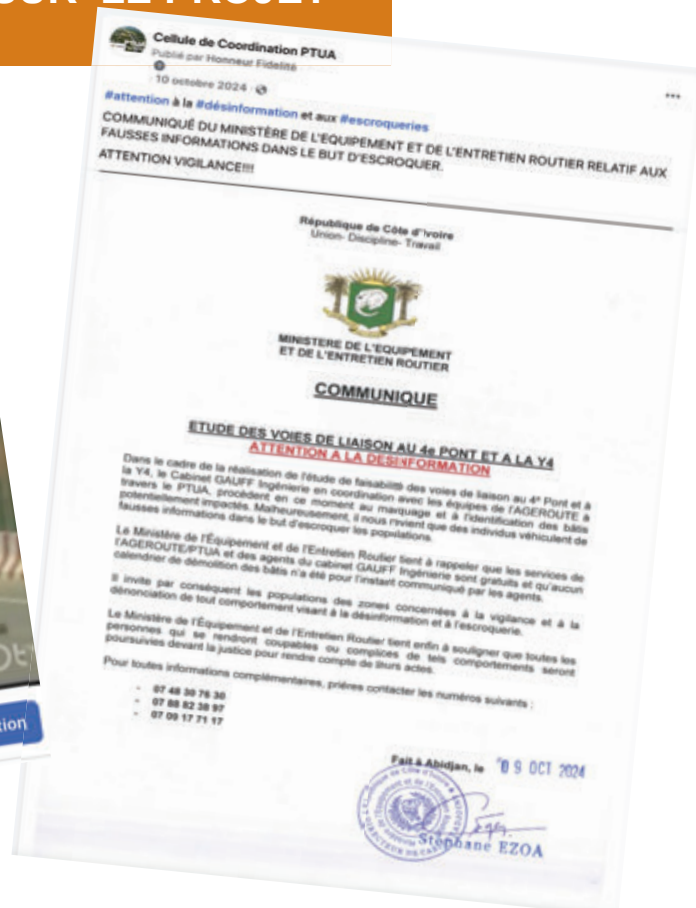 SUR LE PROJET
Cellule de Coordination PTUA
Publié par Honneur Fidelité
10 octobre 2024
#attention à la #désinformation et aux #escroqueries
COMMUNIQUÉ DU MINISTÈRE DE L'EQUIPEMENT ET DE L'ENTRETIEN ROUTIER RELATIF AUX
FAUSSES INFORMATIONS DANS LE BUT D'ESCROQUER.
ATTENTION VIGILANCE!!!!
République de Côte d'Ivoire
Union- Discipline- Travail
MINISTERE DE L'EQUIPEMENT
ET DE L'ENTRETIEN ROUTIER
COMMUNIQUE
ETUDE DES VOIES DE LIAISON AU 4e PONT ET A LA Y4
ATTENTION A LA DESINFORMATION
Dans le cadre de la réalisation de l'étude de faisabilité des voies de liaison au 4e Pont et à
la Y4, le Cabinet GAUFF Ingénierie en coordination avec les équipes de l'AGEROUTE à
travers le PTUA, procèdent en ce moment au marquage et à l'identification des bâtis
potentiellement impactés. Malheureusement, il nous revient que des individus véhiculent de
fausses informations dans le but d'escroquer les populations.
Le Ministère de l'Équipement et de l'Entretien Routier tient à rappeler que les services de
l'AGEROUTE/PTUA et des agents du cabinet GAUFF Ingénierie sont gratuits et qu'aucun
calendrier de démolition des bâtis n'a été pour l'instant communiqué par les agents.
Il invite par conséquent les populations des zones concernées à la vigilance et à la
dénonciation de tout comportement visant à la désinformation et à l'escroquerie.
Le Ministère de l'Équipement et de l'Entretien Routier tient enfin à souligner que toutes les
personnes qui se rendront coupables ou complices de tels comportements seront
poursuivies devant la justice pour rendre compte de leurs actes.
Pour toutes informations complémentaires, prières contacter les numéros suivants :
- 07 48 30 76 30
- 07 88 82 38 97
- 07 00 17 71 17
Fait à Abidjan, le 09 OCT 2024
Stéphane EZOA